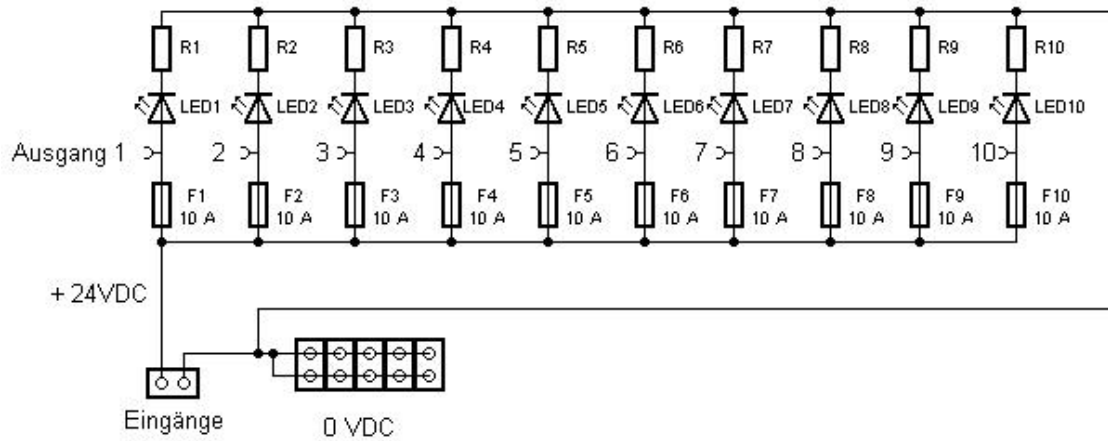 R1 R2 R3 R4 R5 R6 R7 R8 R9 R10
LED1 LED2 LED3 LED4 LED5 LED6 LED7 LED8 LED9 LED10
Ausgang 1 2 3 4 5 6 7 8 9 10
F1 F2 F3 F4 F5 F6 F7 F8 F9 F10
10 A 10 A 10 A 10 A 10 A 10 A 10 A 10 A 10 A 10 A
+ 24VDC
Eingänge
0 VDC